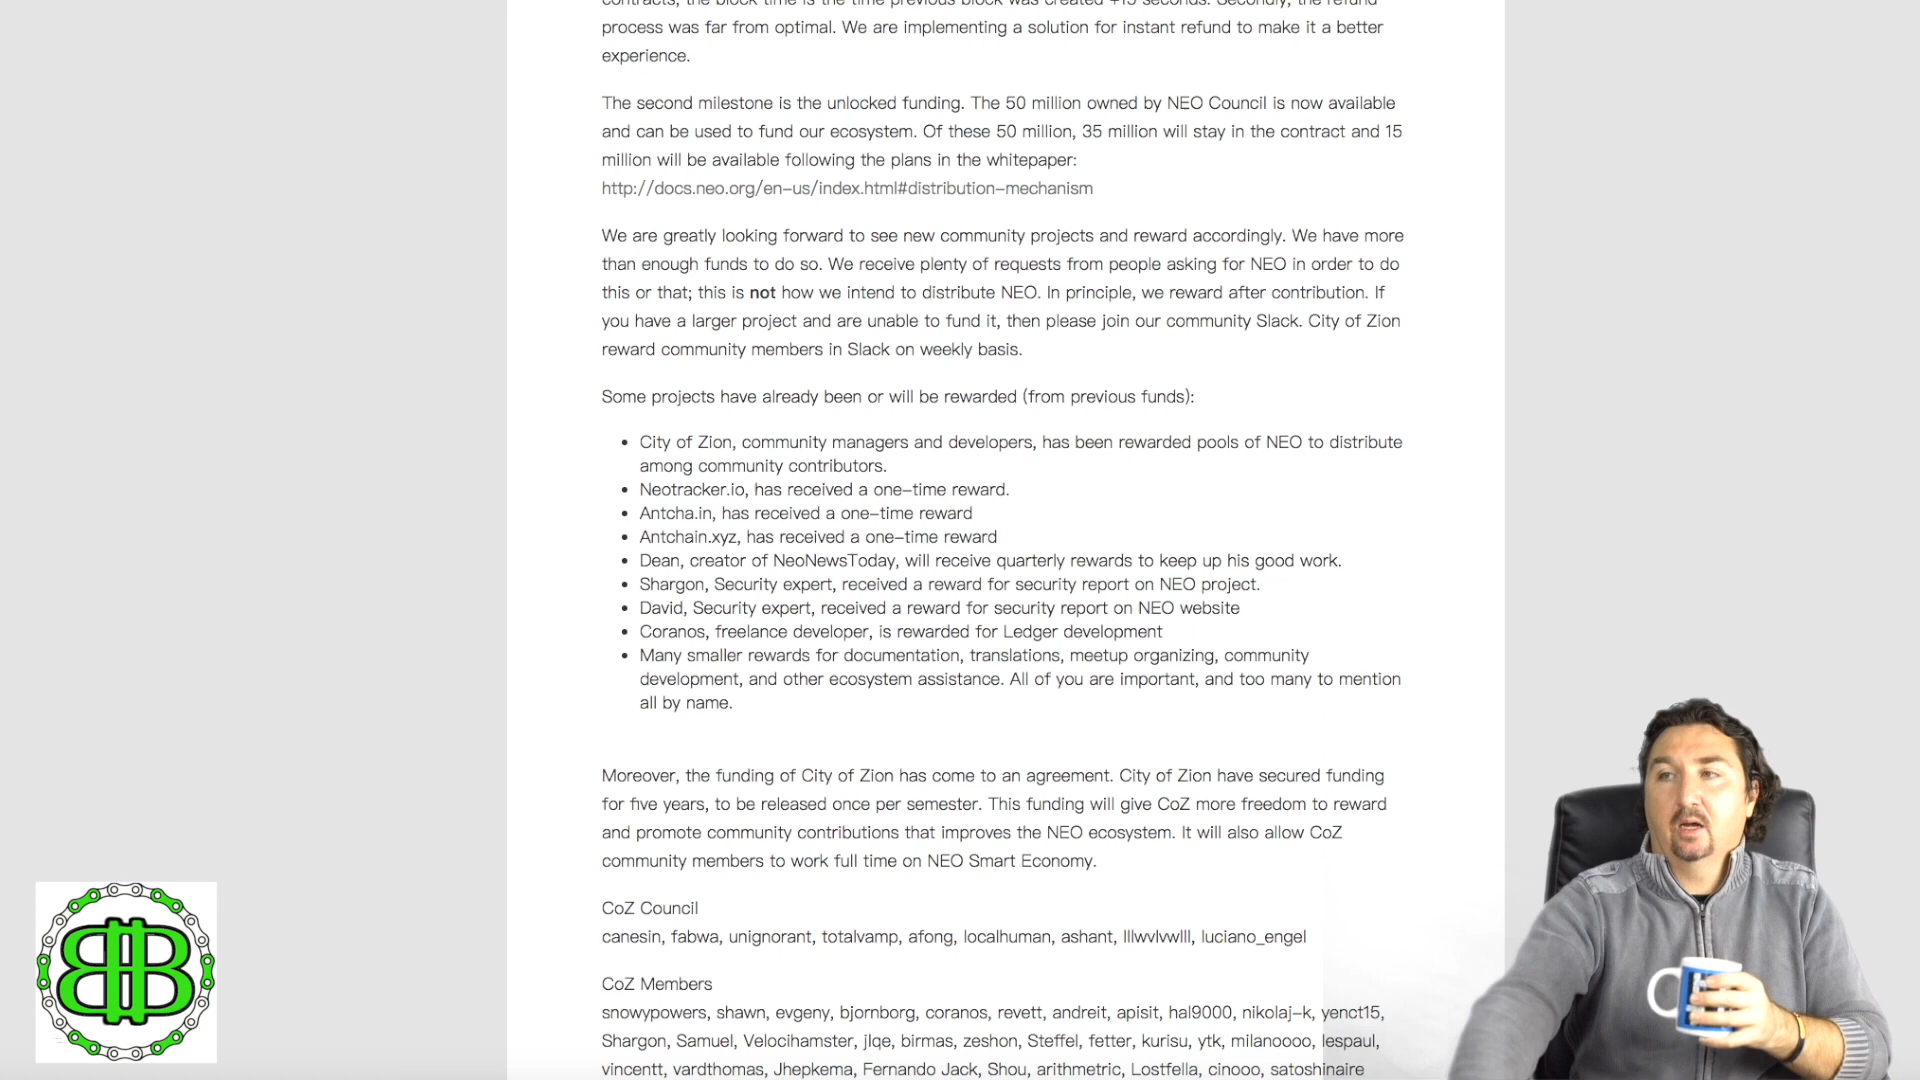 contracts, the block time is the time previous block was created +15 seconds. Secondly, the refund
process was far from optimal. We are implementing a solution for instant refund to make it a better
experience.
The second milestone is the unlocked funding. The 50 million owned by NEO Council is now available
and can be used to fund our ecosystem. Of these 50 million, 35 million will stay in the contract and 15
million will be available following the plans in the whitepaper:
http://docs.neo.org/en-us/index.html#distribution-mechanism
We are greatly looking forward to see new community projects and reward accordingly. We have more
than enough funds to do so. We receive plenty of requests from people asking for NEO in order to do
this or that; this is not how we intend to distribute NEO. In principle, we reward after contribution. If
you have a larger project and are unable to fund it, then please join our community Slack. City of Zion
reward community members in Slack on weekly basis.
Some projects have already been or will be rewarded (from previous funds):
• City of Zion, community managers and developers, has been rewarded pools of NEO to distribute
among community contributors.
• Neotracker.io, has received a one-time reward.
• Antcha.in, has received a one-time reward
• Antchain.xyz, has received a one-time reward
• Dean, creator of NeoNewsToday, will receive quarterly rewards to keep up his good work.
• Shargon, Security expert, received a reward for security report on NEO project.
• David, Security expert, received a reward for security report on NEO website
• Coranos, freelance developer, is rewarded for Ledger development
• Many smaller rewards for documentation, translations, meetup organizing, community
development, and other ecosystem assistance. All of you are important, and too many to mention
all by name.
Moreover, the funding of City of Zion has come to an agreement. City of Zion have secured funding
for five years, to be released once per semester. This funding will give CoZ more freedom to reward
and promote community contributions that improves the NEO ecosystem. It will also allow CoZ
community members to work full time on NEO Smart Economy.
CoZ Council
canesin, fabwa, unignorant, totalvamp, afong, localhuman, ashant, lllwvlvwlll, luciano_engel
CoZ Members
snowypowers, shawn, evgeny, bjornborg, coranos, revett, andreit, apisit, hal9000, nikolaj-k, yenct15,
Shargon, Samuel, Velocihamster, jlqe, birmas, zeshon, Steffel, fetter, kurisu, ytk, milanoooo, lespaul,
vincentt, vardthomas, Jhepkema, Fernando Jack, Shou, arithmetric, Lostfella, cinooo, satoshinaire